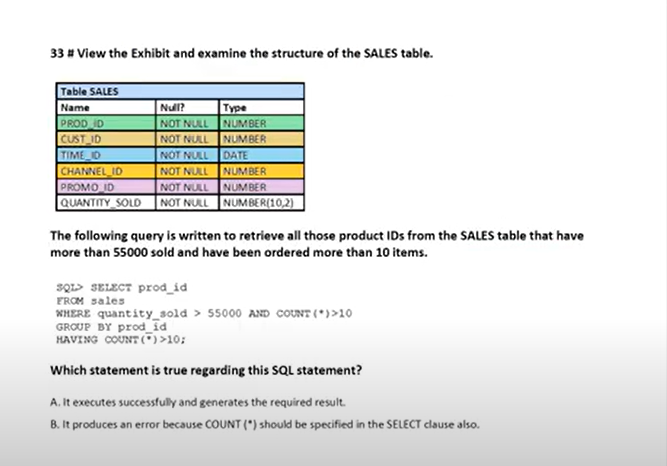 33 # View the Exhibit and examine the structure of the SALES table.
Table SALES
Name Null? Type
PROD_ID NOT NULL NUMBER
CUST_ID NOT NULL NUMBER
TIME_ID NOT NULL DATE
CHANNEL_ID NOT NULL NUMBER
PROMO_ID NOT NULL NUMBER
QUANTITY_SOLD NOT NULL NUMBER(10,2)
The following query is written to retrieve all those product IDs from the SALES table that have
more than 55000 sold and have been ordered more than 10 items.
SQL> SELECT prod_id
FROM sales
WHERE quantity_sold > 55000 AND COUNT(*)>10
GROUP BY prod_id
HAVING COUNT(*)>10;
Which statement is true regarding this SQL statement?
A. It executes successfully and generates the required result.
B. It produces an error because COUNT (*) should be specified in the SELECT clause also.